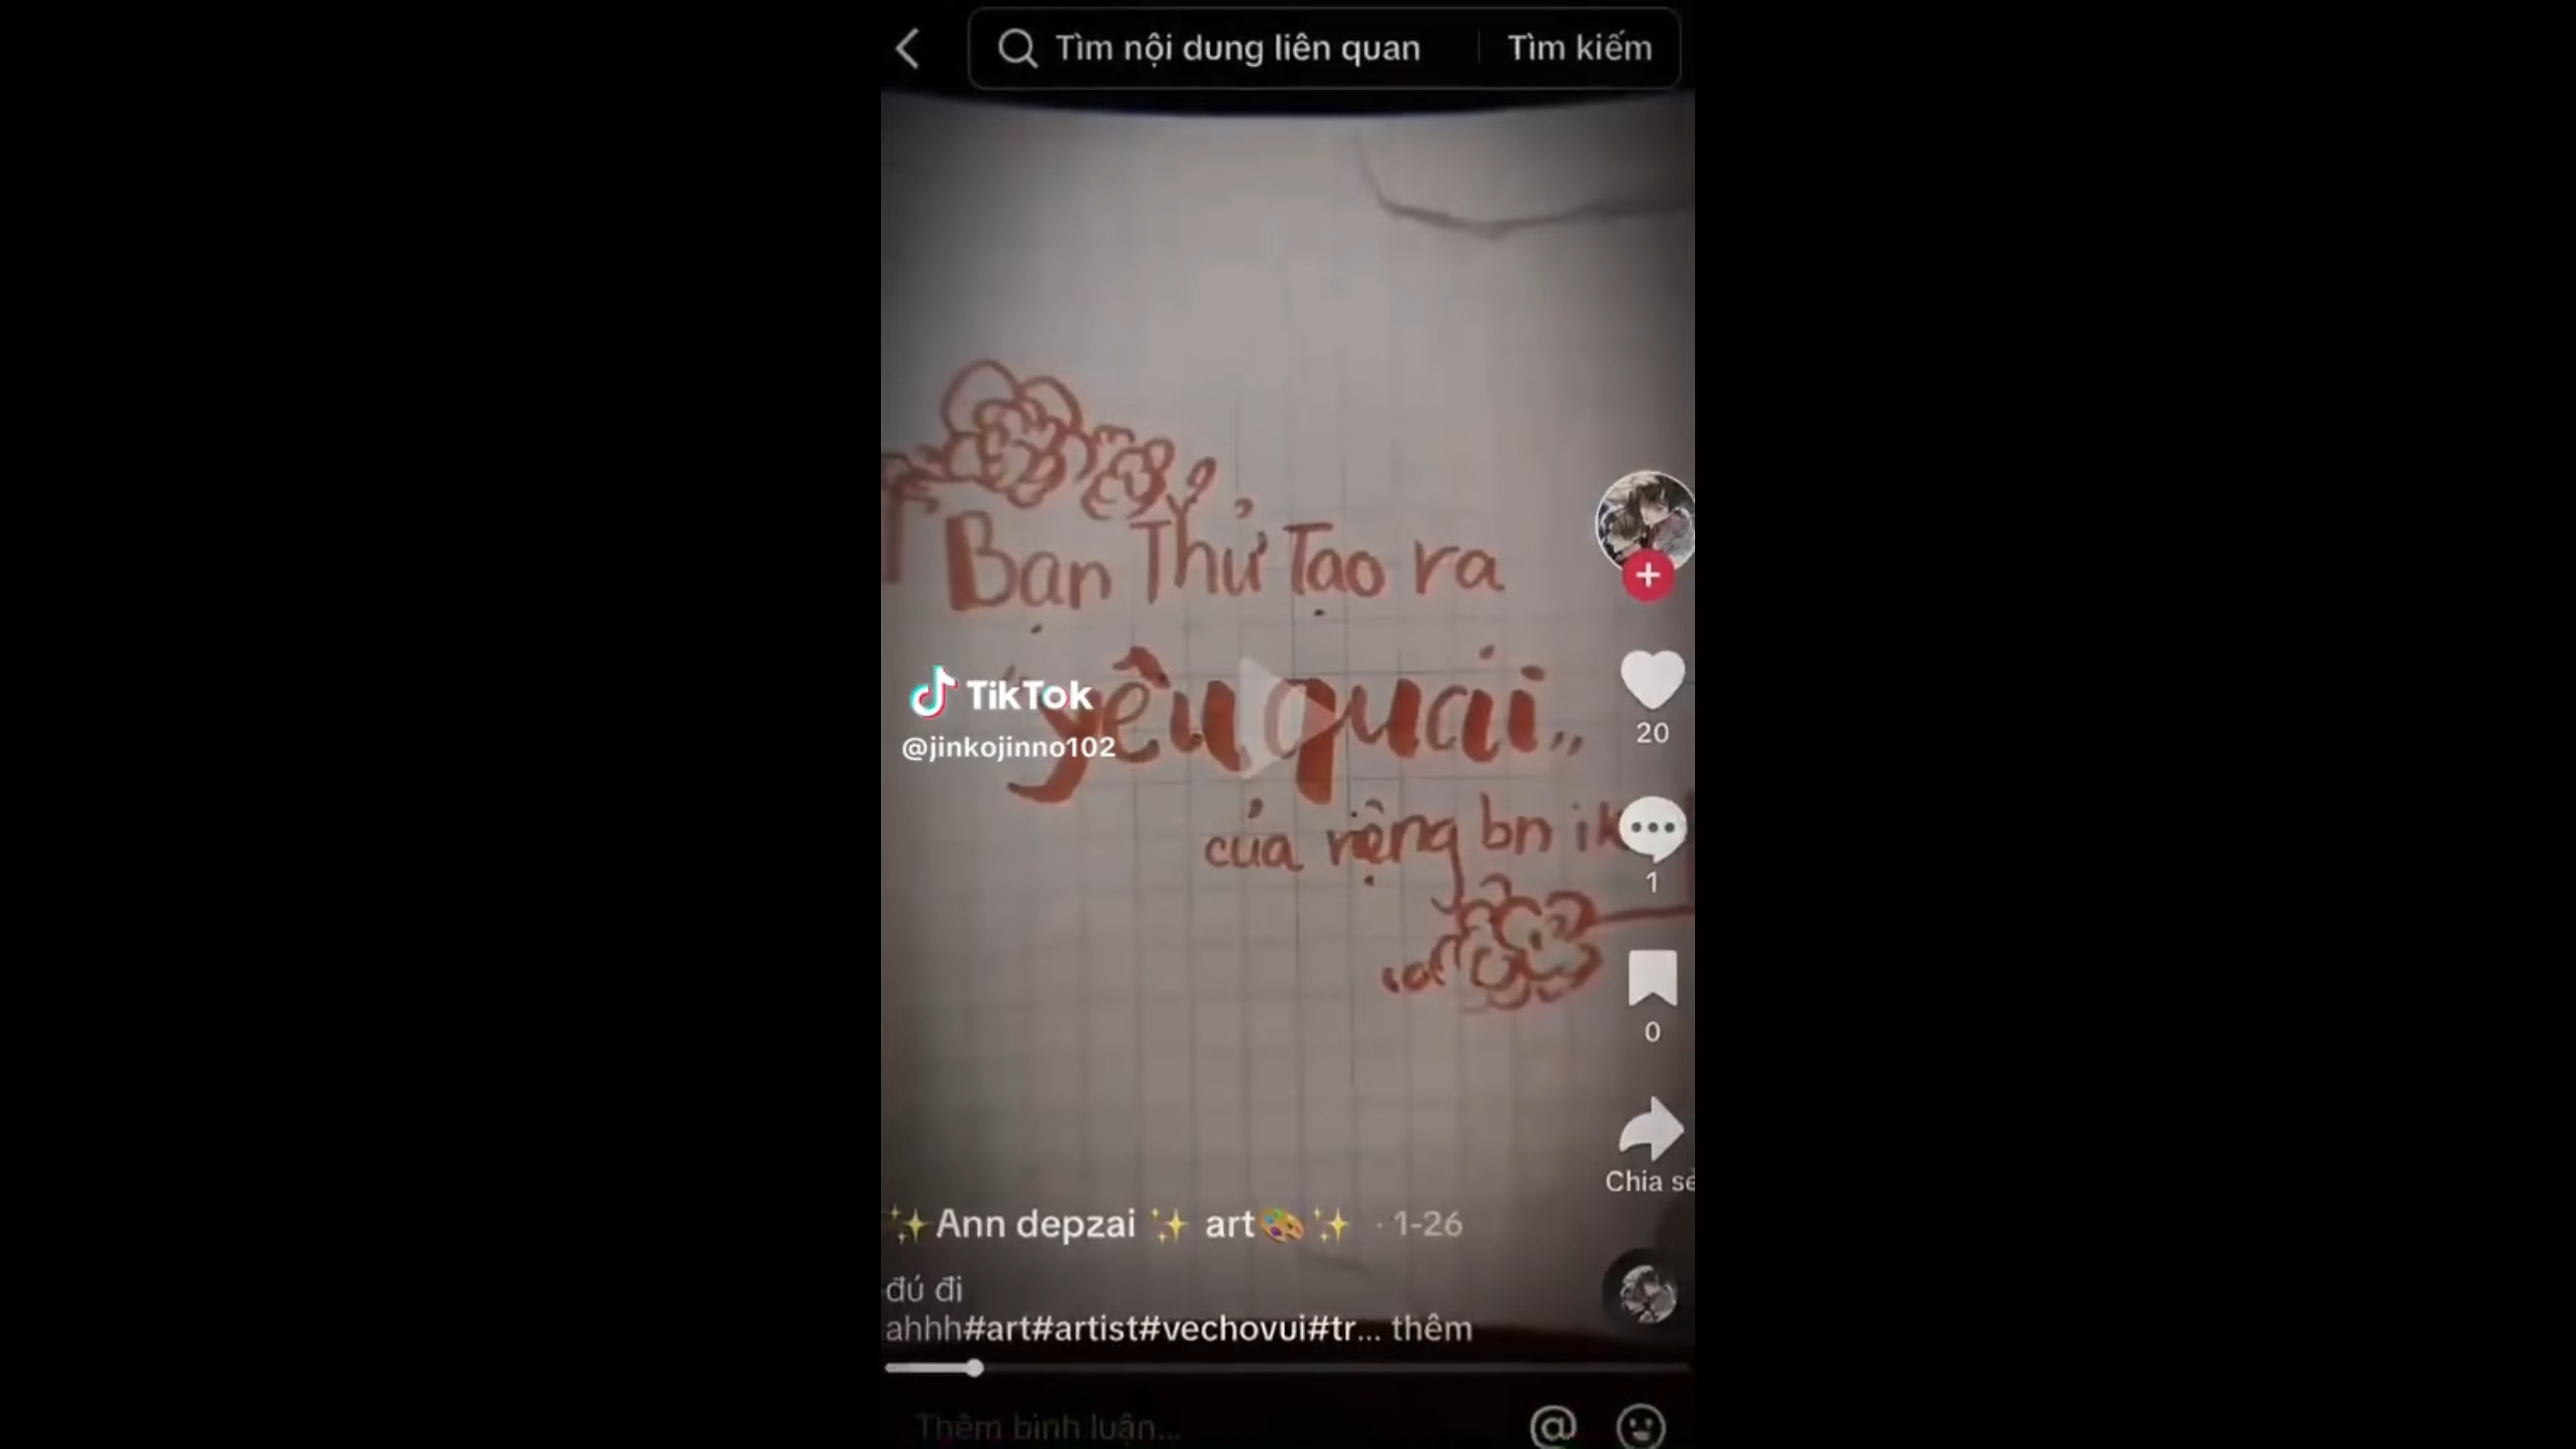 Tìm nội dung liên quan
Tìm kiếm
Bạn Thử Tạo ra
"yêu quái"
của riêng bn ik
TikTok
@jinkojinno102
20
1
0
Chia sẻ
✨Ann depzai ✨ art🎨✨ · 1-26
đú đi
ahhh#art#artist#vechovui#tr... thêm
Thêm bình luận...